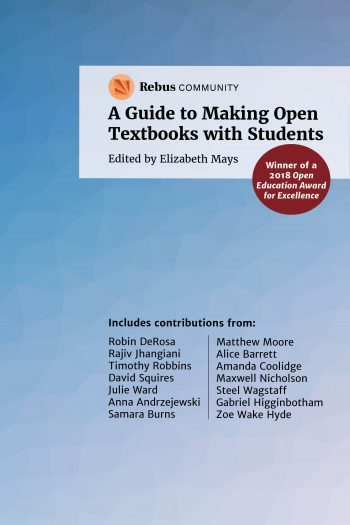 Rebus COMMUNITY
A Guide to Making Open
Textbooks with Students
Edited by Elizabeth Mays
Winner of a
2018 Open
Education Award
for Excellence
Includes contributions from:
Robin DeRosa
Rajiv Jhangiani
Timothy Robbins
David Squires
Julie Ward
Anna Andrzejewski
Samara Burns
Matthew Moore
Alice Barrett
Amanda Coolidge
Maxwell Nicholson
Steel Wagstaff
Gabriel Higginbotham
Zoe Wake Hyde